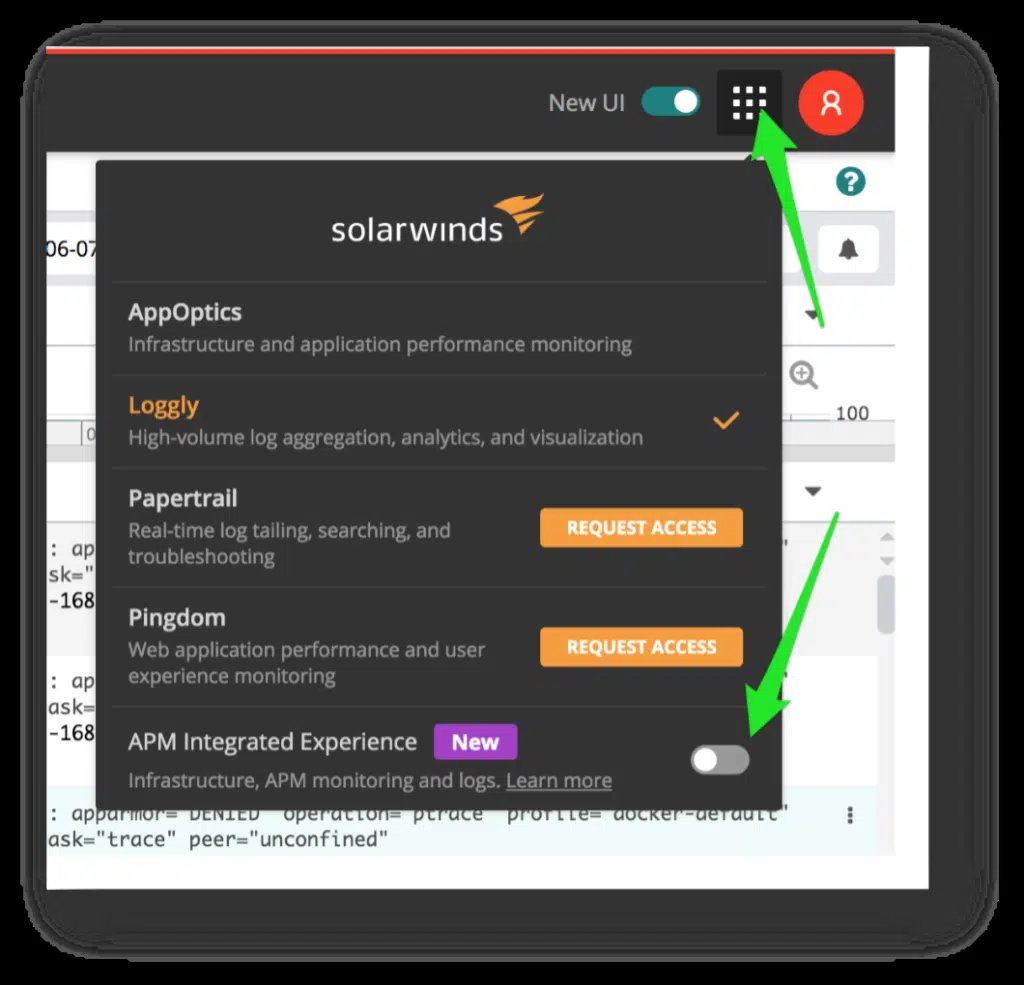 New UI
?
solarwinds
06-07
AppOptics
Infrastructure and application performance monitoring
Loggly
High-volume log aggregation, analytics, and visualization
100
0
Papertrail
Real-time log tailing, searching, and
troubleshooting
REQUEST ACCESS
: ap
sk="
-168
Pingdom
Web application performance and user
experience monitoring
REQUEST ACCESS
: ap
ask=
-168
APM Integrated Experience New
Infrastructure, APM monitoring and logs. Learn more
: apparmor="DENIED" operation="ptrace" profile="docker-default"
ask="trace" peer="unconfined"